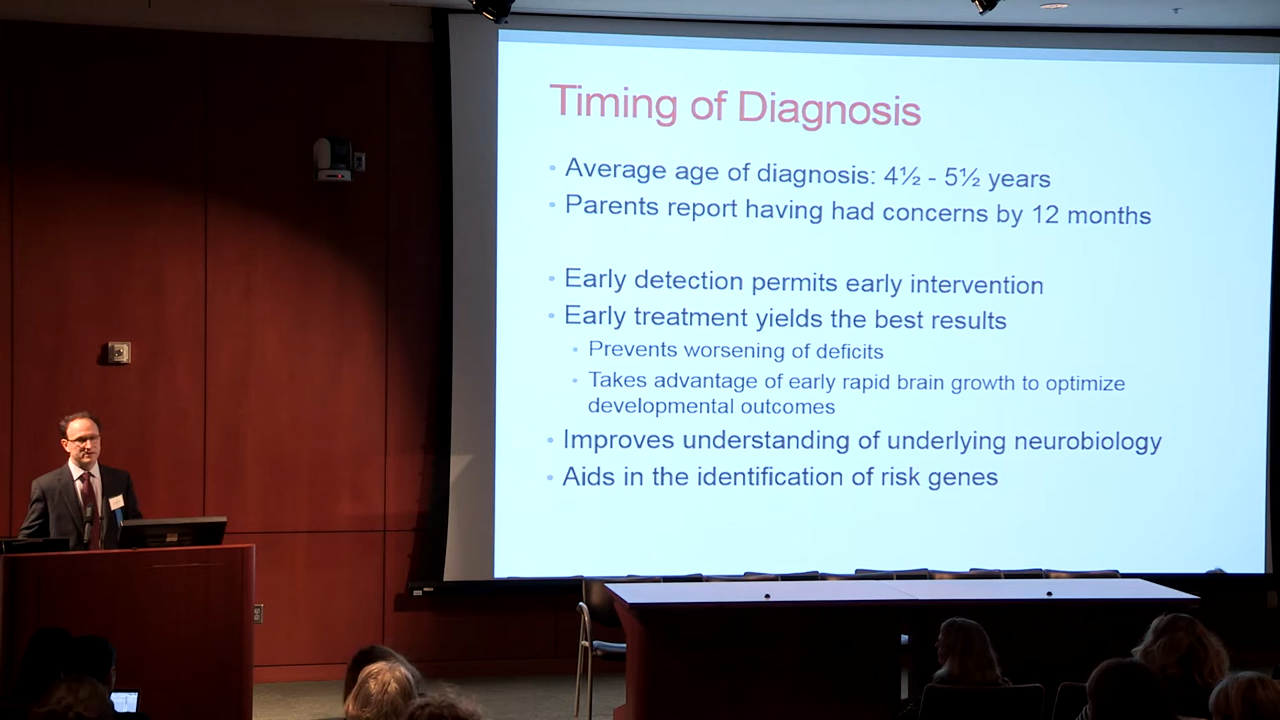 Timing of Diagnosis
• Average age of diagnosis: 4½ - 5½ years
• Parents report having had concerns by 12 months
• Early detection permits early intervention
• Early treatment yields the best results
• Prevents worsening of deficits
• Takes advantage of early rapid brain growth to optimize
developmental outcomes
• Improves understanding of underlying neurobiology
• Aids in the identification of risk genes